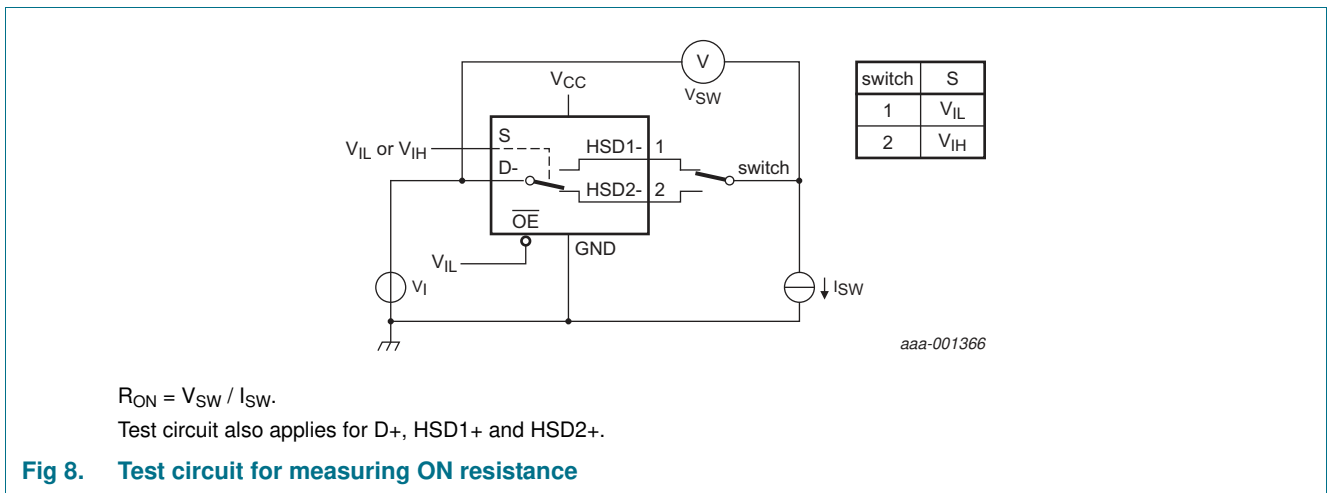 V
VSW
VCC
switch S
1 VIL
2 VIH
S
HSD1- 1
VIL or VIH
D-
switch
HSD2- 2
OE
GND
VIL
VI
ISW
aaa-001366
RON = VSW / ISW.
Test circuit also applies for D+, HSD1+ and HSD2+.
Fig 8. Test circuit for measuring ON resistance